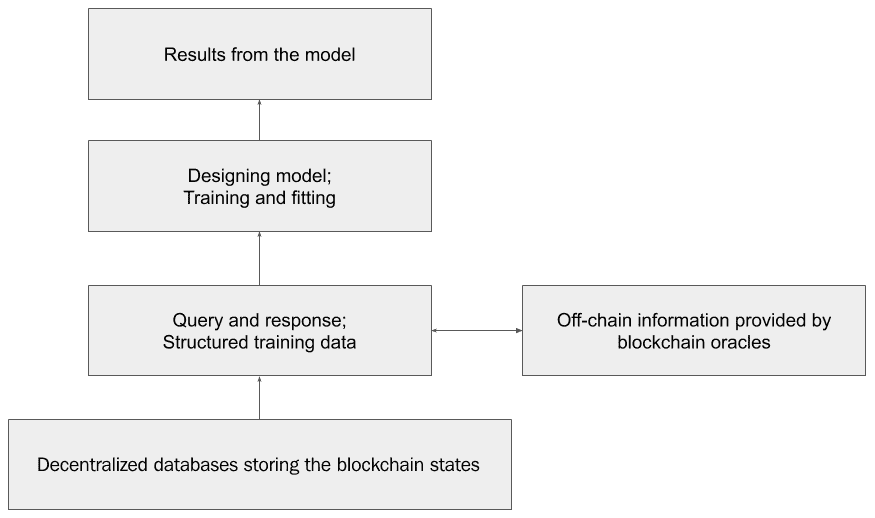 Results from the model
Designing model;
Training and fitting
Query and response;
Structured training data
Off-chain information provided by
blockchain oracles
Decentralized databases storing the blockchain states